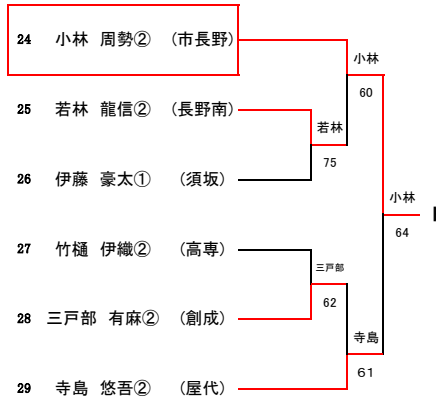 24 小林 周勢② (市長野)
小林
60
25 若林 龍信② (長野南)
若林
75
26 伊藤 豪太① (須坂)
小林
64
27 竹樋 伊織② (高専)
三戸部
62
28 三戸部 有麻② (創成)
寺島
61
29 寺島 悠吾② (屋代)